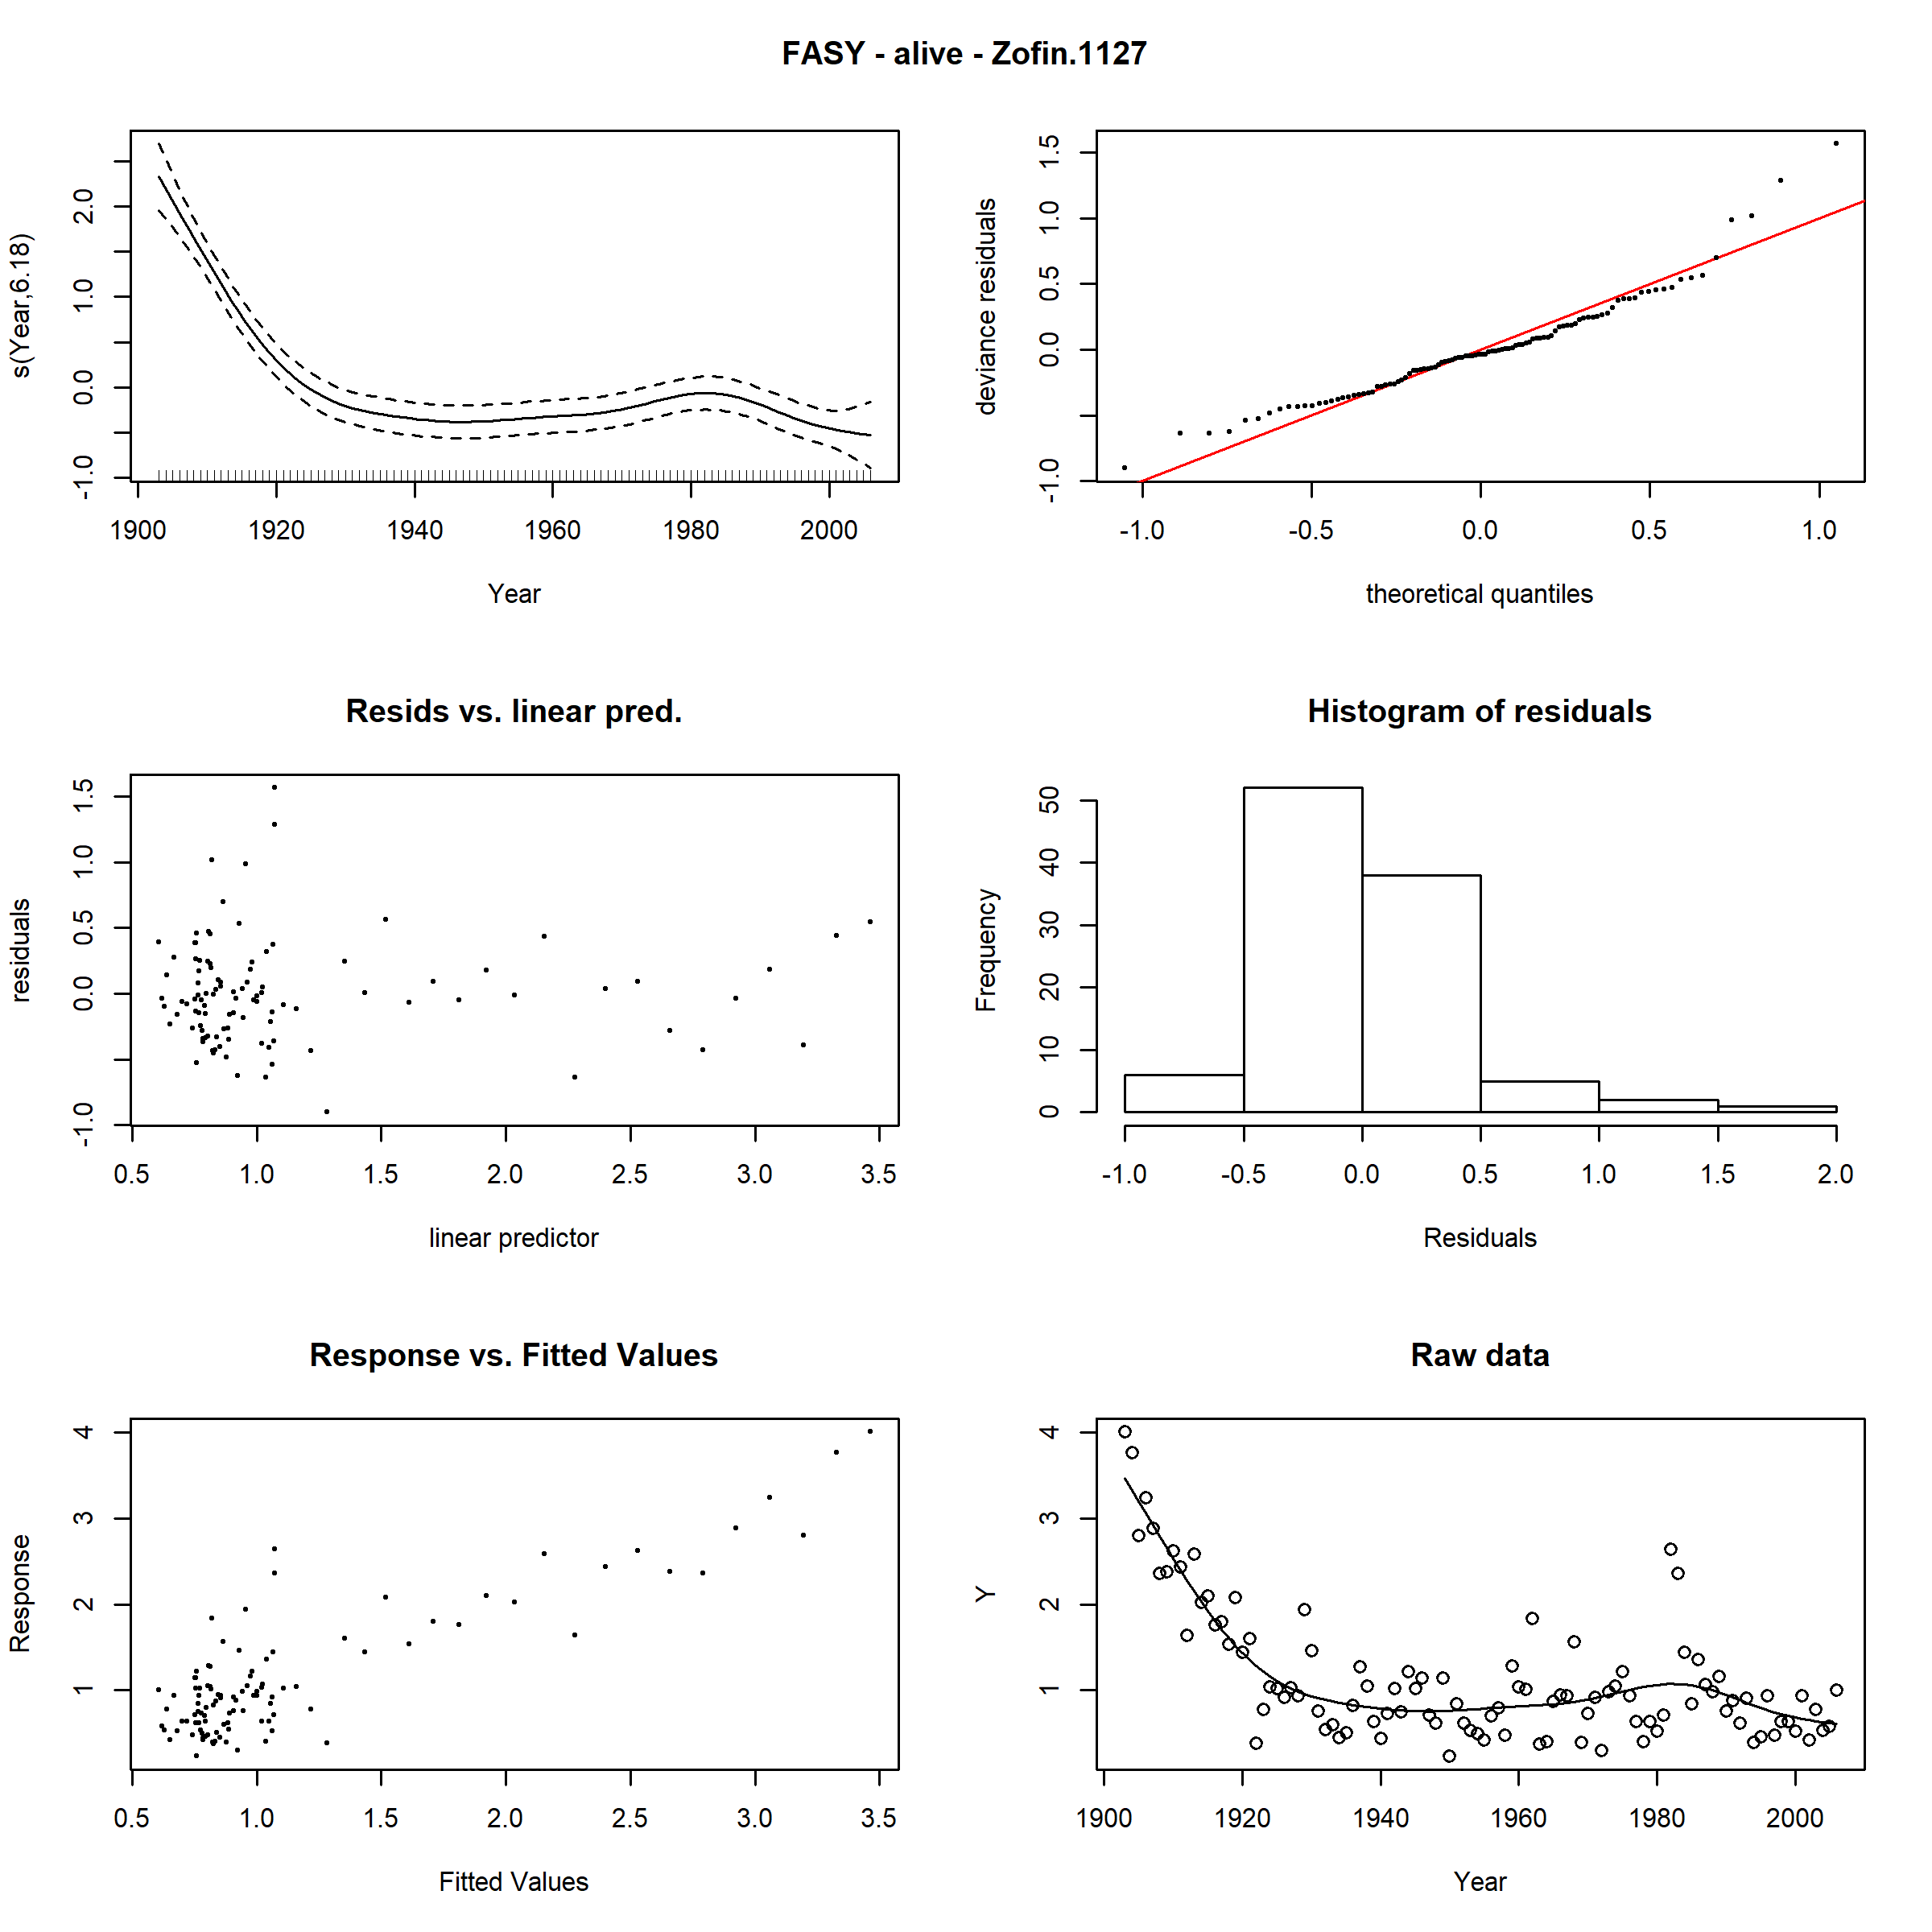 FASY - alive - Zofin.1127
s(Year,6.18)
-1.0 0.0 1.0 2.0
1900 1920 1940 1960 1980 2000
Year
deviance residuals
-1.0 0.0 0.5 1.0 1.5
-1.0 -0.5 0.0 0.5 1.0
theoretical quantiles
Resids vs. linear pred.
residuals
-1.0 0.0 0.5 1.0 1.5
0.5 1.0 1.5 2.0 2.5 3.0 3.5
linear predictor
Histogram of residuals
Frequency
0 10 20 30 40 50
-1.0 -0.5 0.0 0.5 1.0 1.5 2.0
Residuals
Response vs. Fitted Values
Response
1 2 3 4
0.5 1.0 1.5 2.0 2.5 3.0 3.5
Fitted Values
Raw data
Y
1 2 3 4
1900 1920 1940 1960 1980 2000
Year